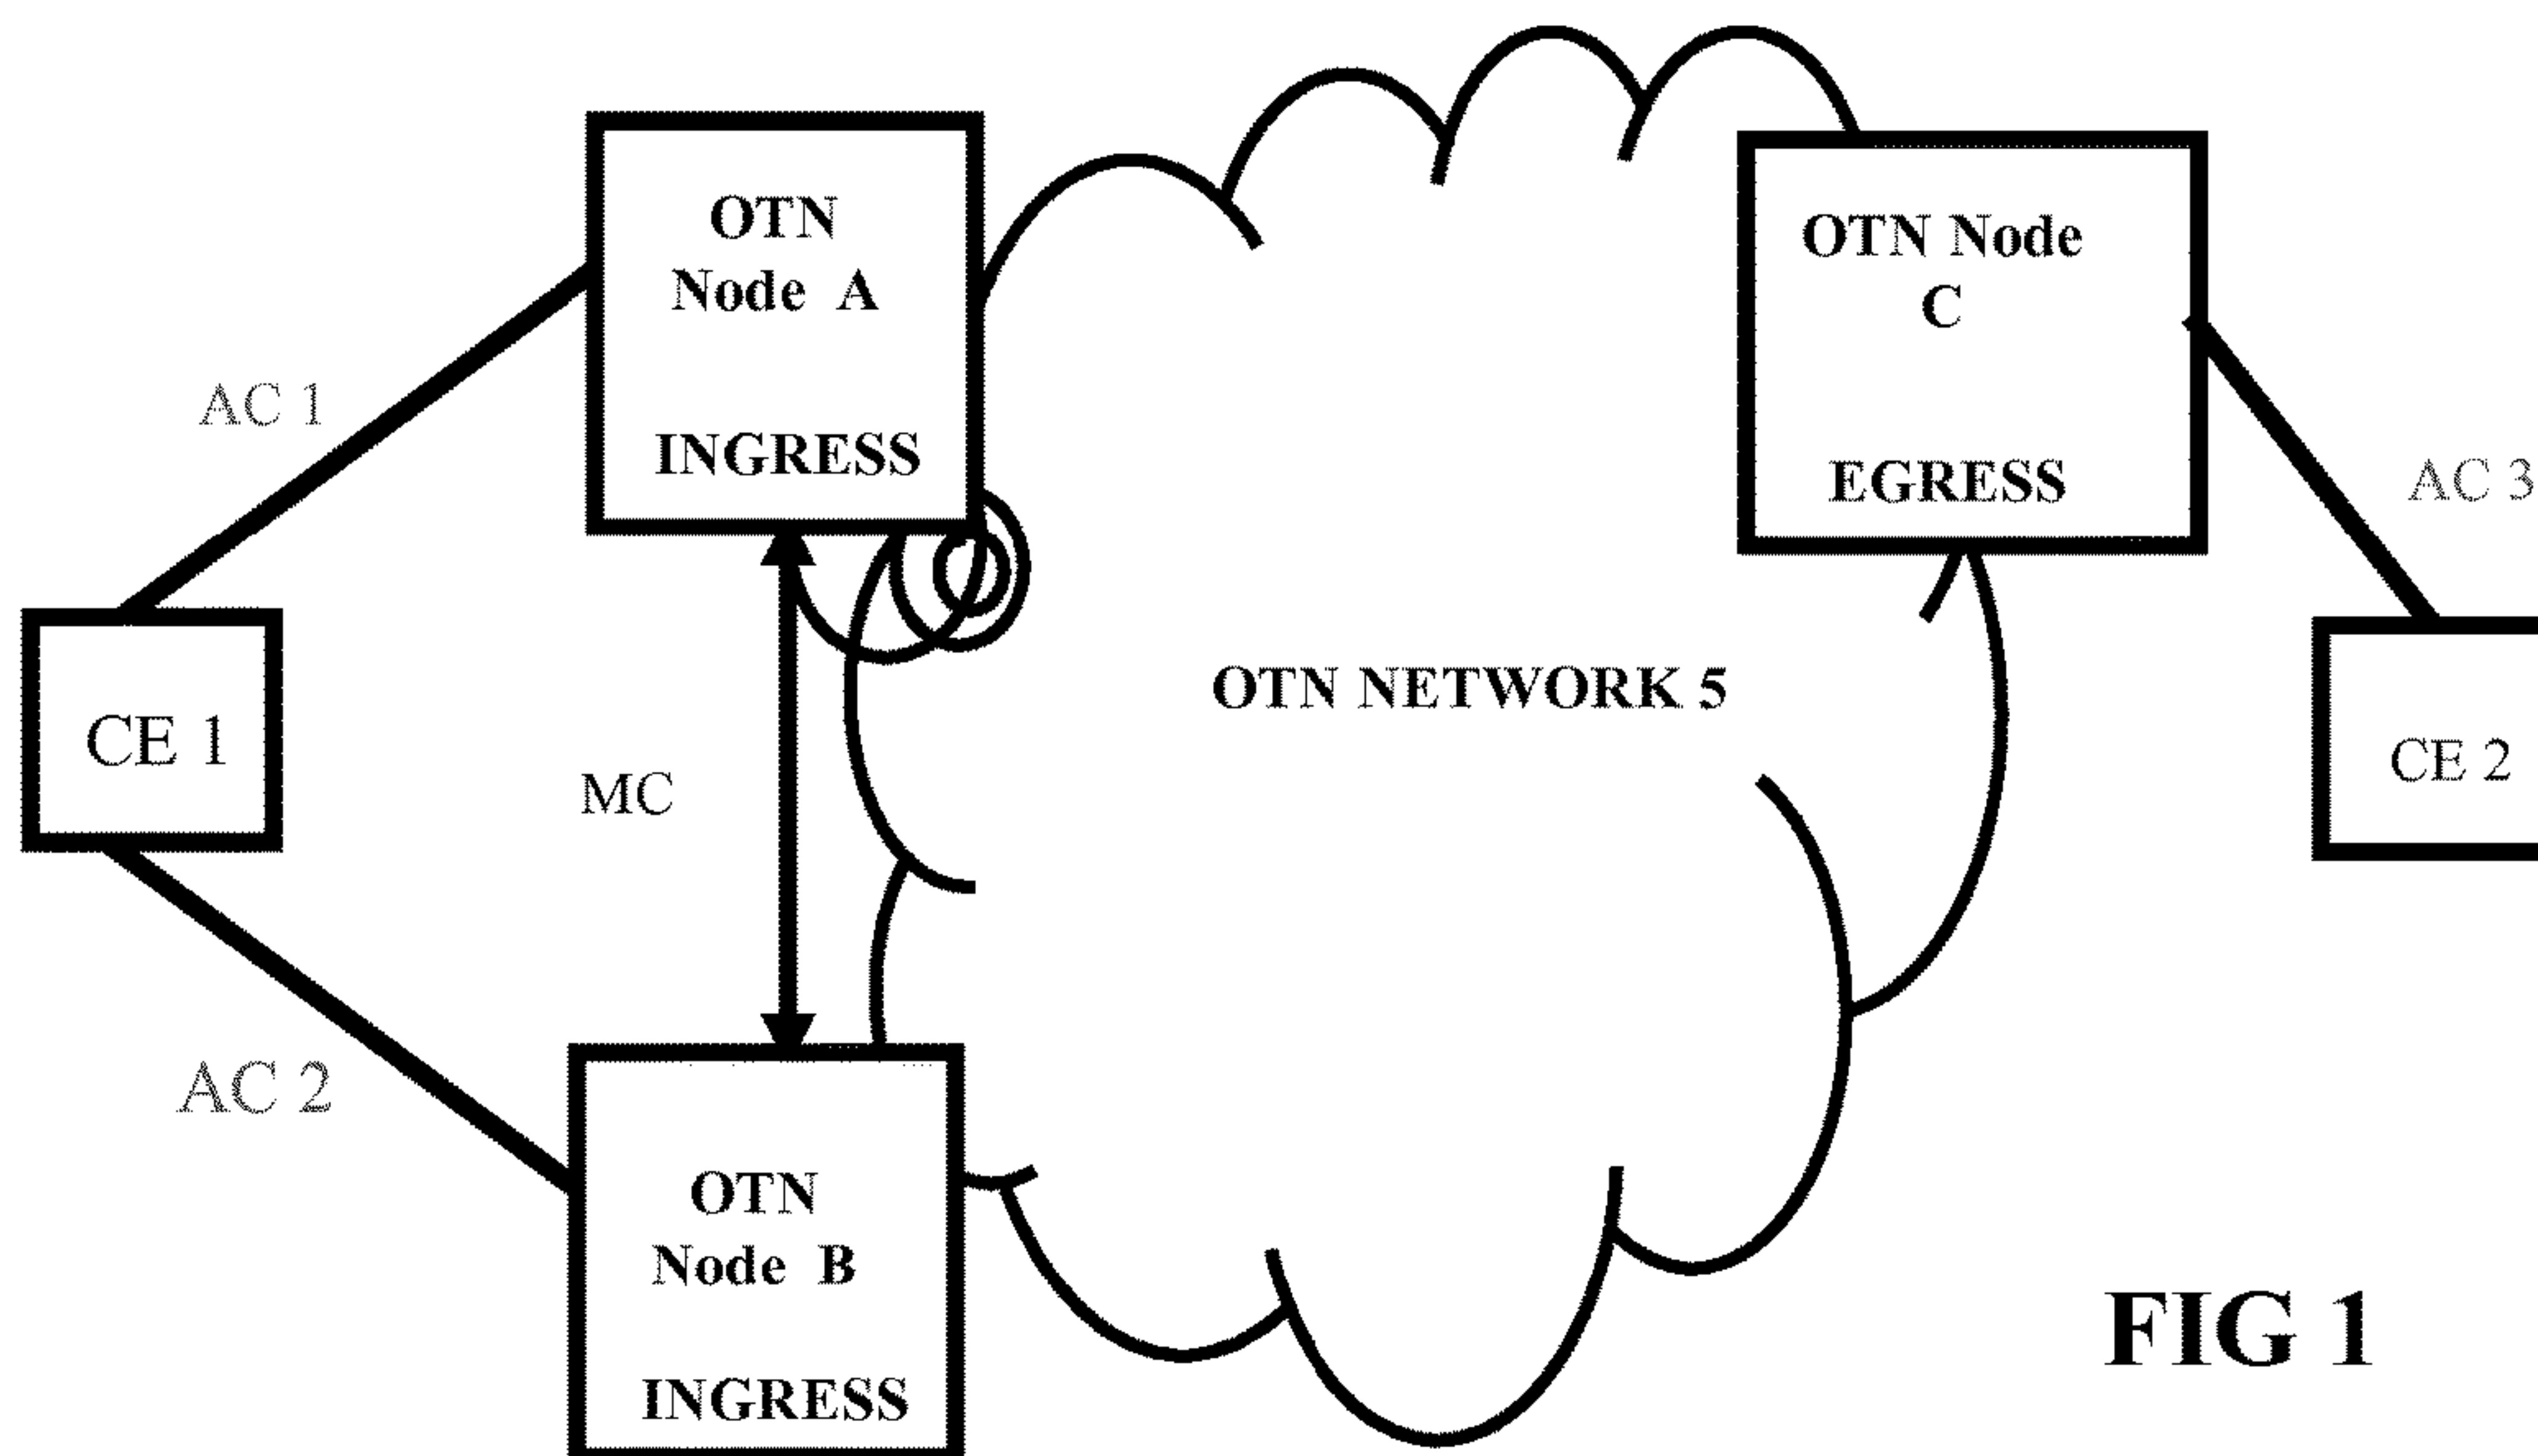 OTN
Node A
INGRESS
OTN Node
C
EGRESS
AC 1
AC 3
CE 1
MC
OTN NETWORK 5
CE 2
AC 2
OTN
Node B
INGRESS
FIG 1